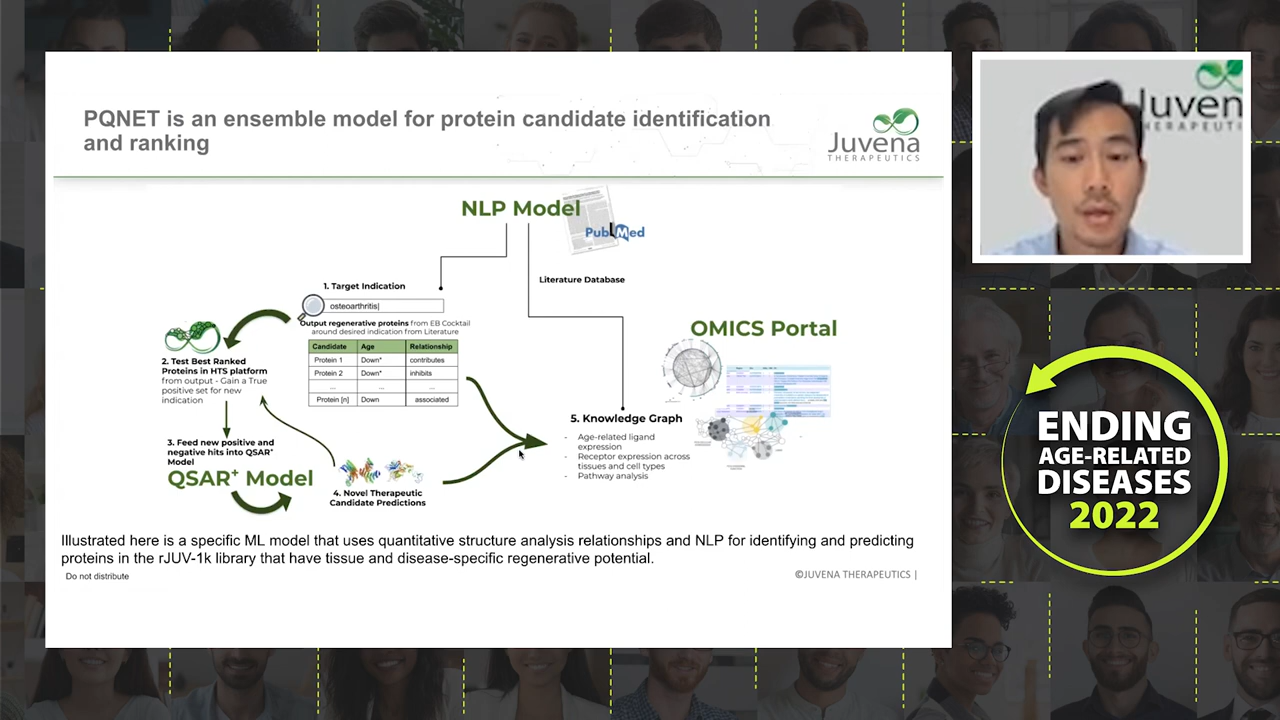 PQNET is an ensemble model for protein candidate identification
and ranking
Juvena
THERAPEUTICS
NLP Model
PubMed
Literature Database
1. Target Indication
osteoarthritis|
Output regenerative proteins from EB Cocktail
around desired indication from Literature
Candidate Age Relationship
Protein 1 Down* contributes
Protein 2 Down* inhibits
.... ... ...
Protein [n] Down associated
2. Test Best Ranked
Proteins in HTS platform
from output - Gain a True
positive set for new
indication
3. Feed new positive and
negative hits into QSAR+
Model
QSAR+ Model
4. Novel Therapeutic
Candidate Predictions
OMICS Portal
5. Knowledge Graph
- Age-related ligand
expression
- Receptor expression across
tissues and cell types
- Pathway analysis
Illustrated here is a specific ML model that uses quantitative structure analysis relationships and NLP for identifying and predicting
proteins in the rJUV-1k library that have tissue and disease-specific regenerative potential.
Do not distribute
©JUVENA THERAPEUTICS |
Juven
HERAPEUTI
ENDING
AGE-RELATED
DISEASES
2022